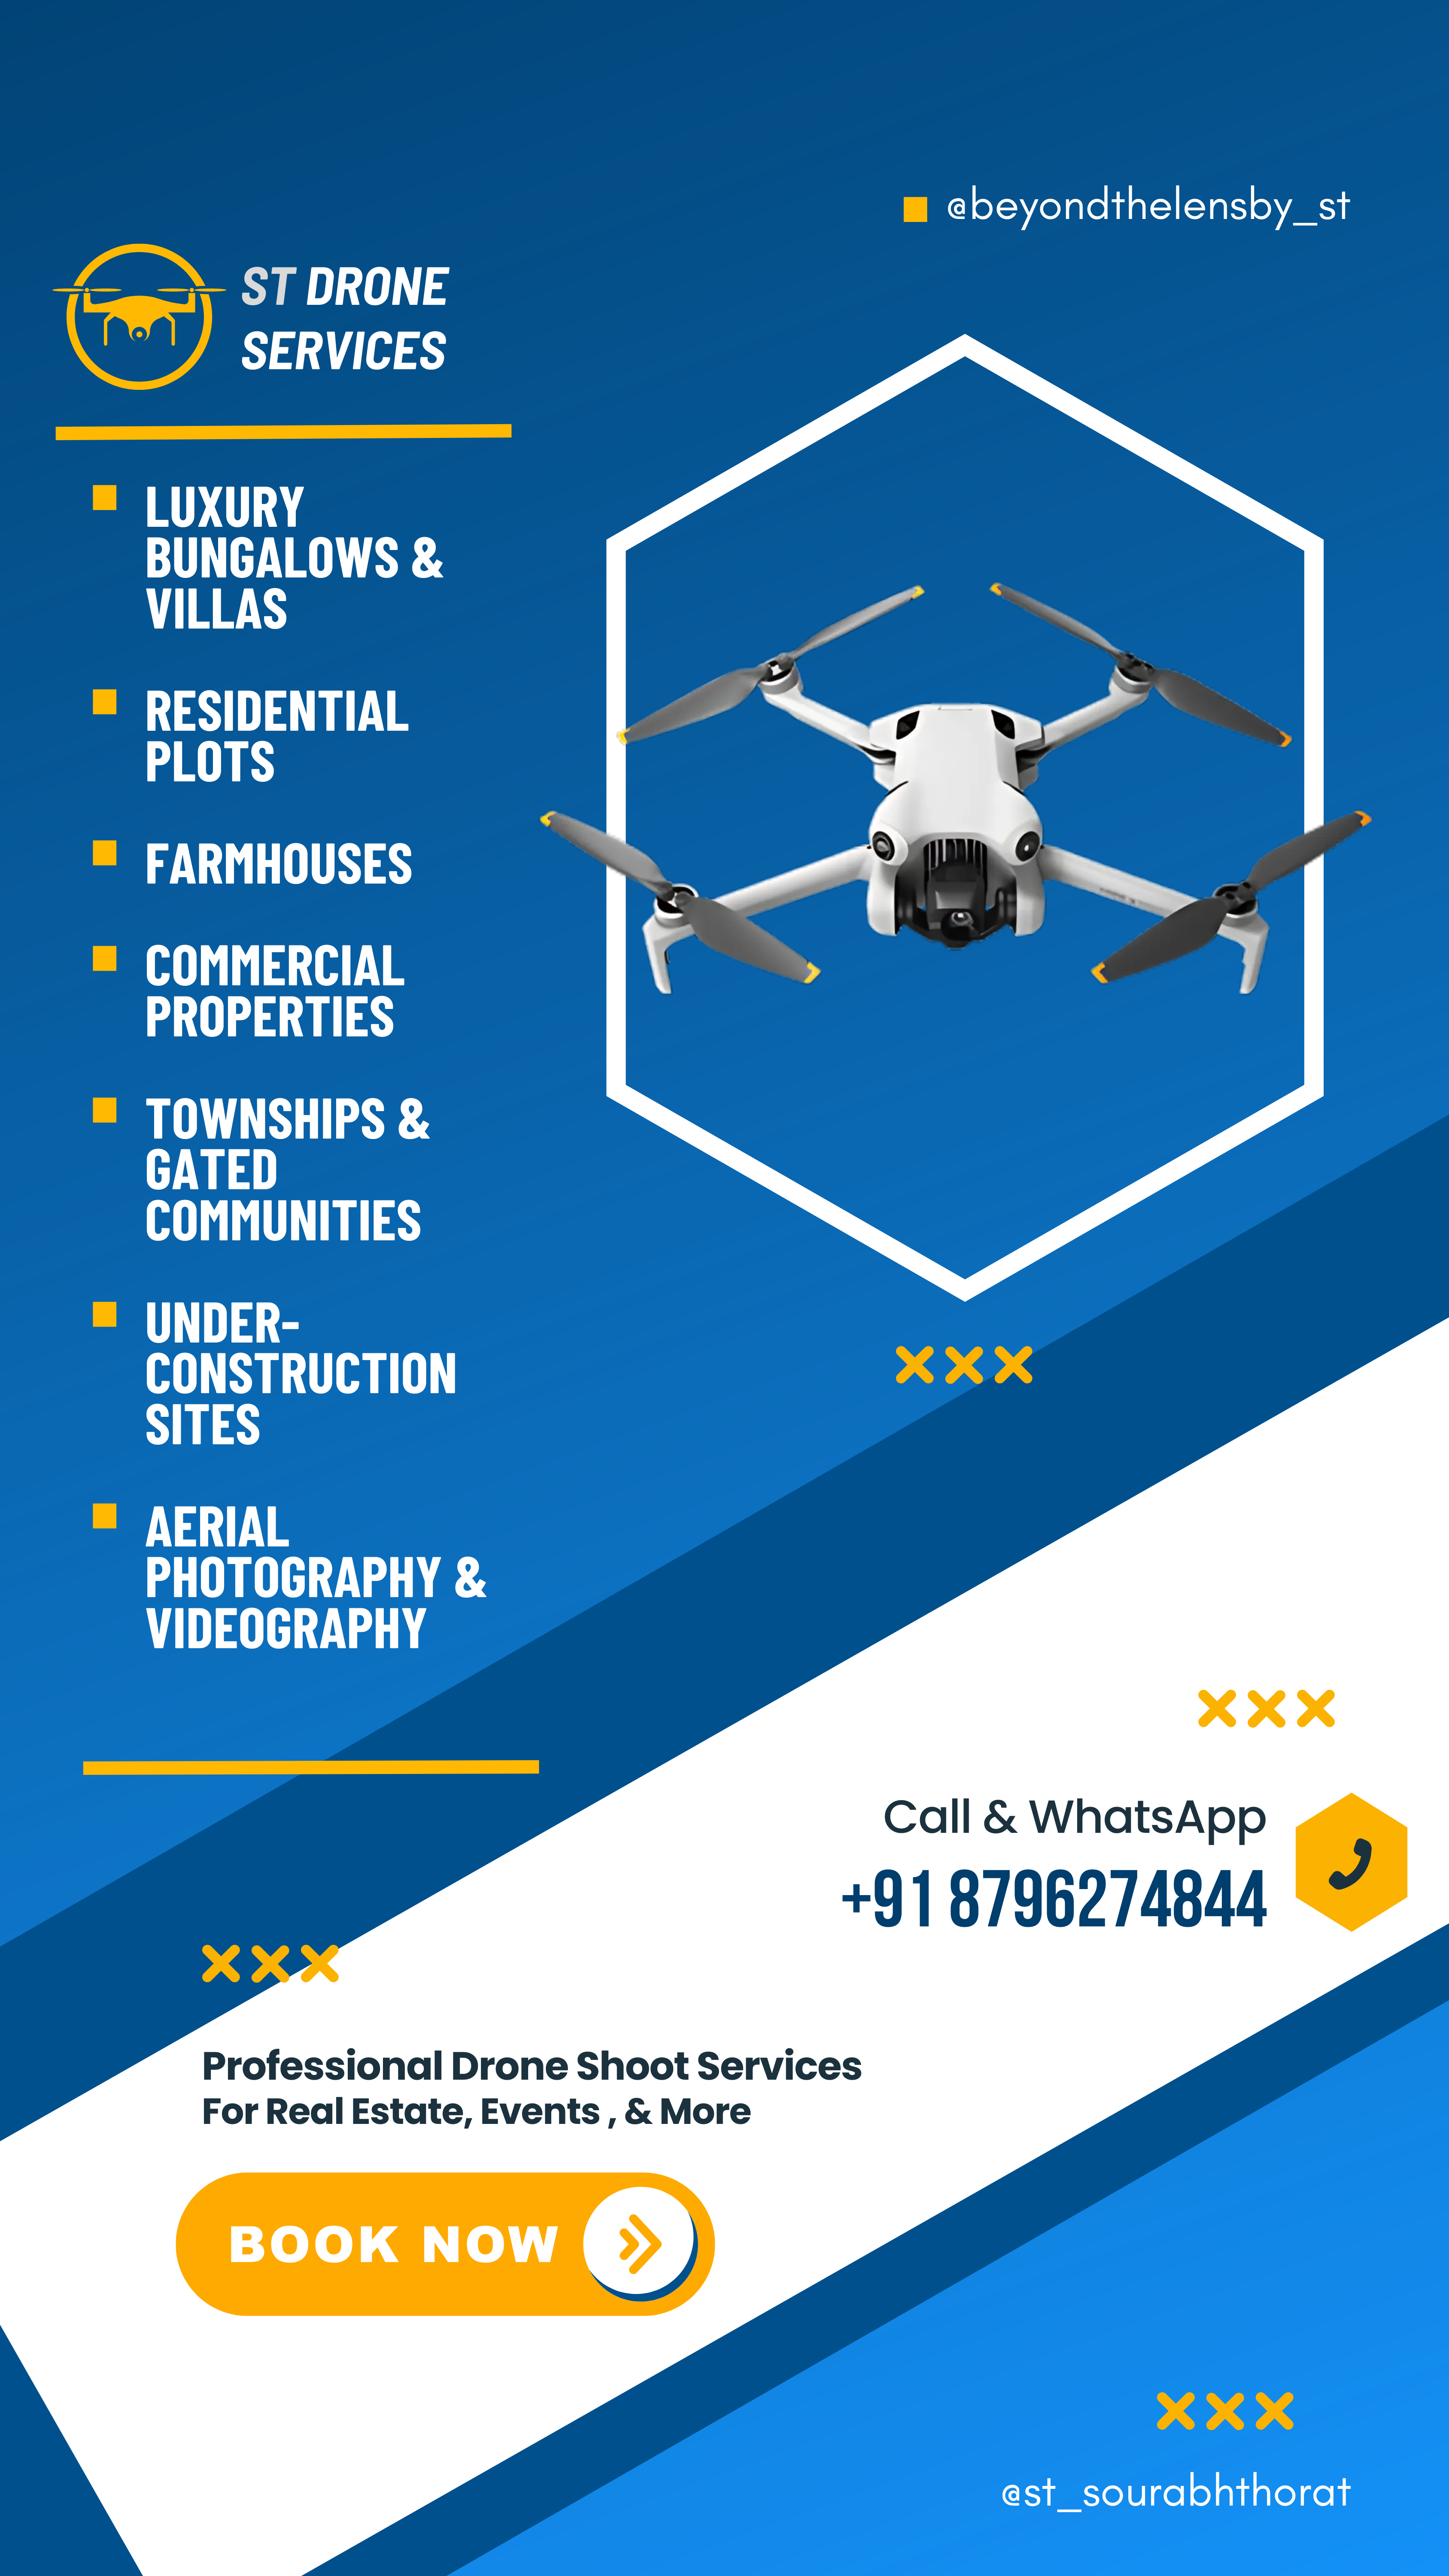 @beyondthelensby_st
ST DRONE
SERVICES
LUXURY
BUNGALOWS &
VILLAS
RESIDENTIAL
PLOTS
FARMHOUSES
COMMERCIAL
PROPERTIES
TOWNSHIPS &
GATED
COMMUNITIES
UNDER-
CONSTRUCTION
SITES
AERIAL
PHOTOGRAPHY &
VIDEOGRAPHY
Call & WhatsApp
+91 8796274844
Professional Drone Shoot Services
For Real Estate, Events , & More
BOOK NOW
@st_sourabhthorat